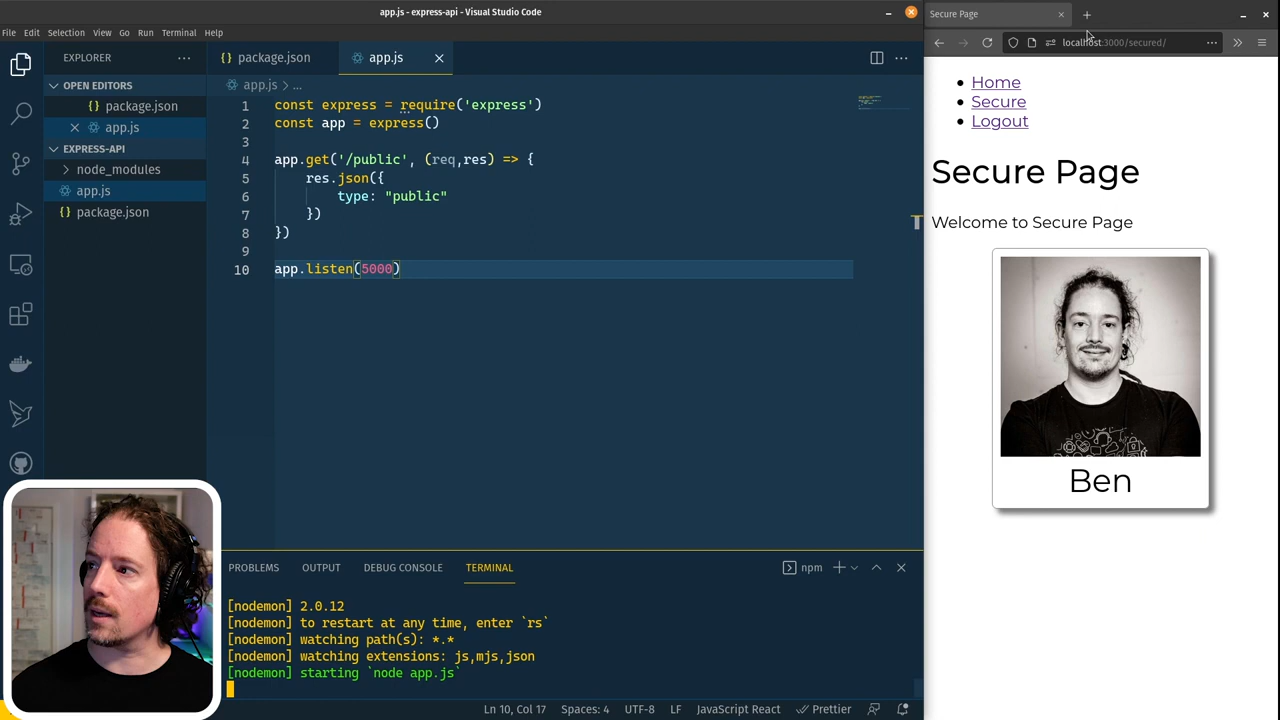 app.js - express-api - Visual Studio Code
File Edit Selection View Go Run Terminal Help
EXPLORER
OPEN EDITORS
package.json
app.js
EXPRESS-API
node_modules
app.js
package.json
package.json
app.js
app.js > ...
1 const express = require('express')
2 const app = express()
3
4 app.get('/public', (req,res) => {
5 res.json({
6 type: "public"
7 })
8 })
9
10 app.listen(5000)
PROBLEMS OUTPUT DEBUG CONSOLE TERMINAL
npm
[nodemon] 2.0.12
[nodemon] to restart at any time, enter `rs`
[nodemon] watching path(s): *.*
[nodemon] watching extensions: js,mjs,json
[nodemon] starting `node app.js`
Ln 10, Col 17 Spaces: 4 UTF-8 LF JavaScript React Prettier
Secure Page
localhost:3000/secured/
Home
Secure
Logout
Secure Page
Welcome to Secure Page
Ben